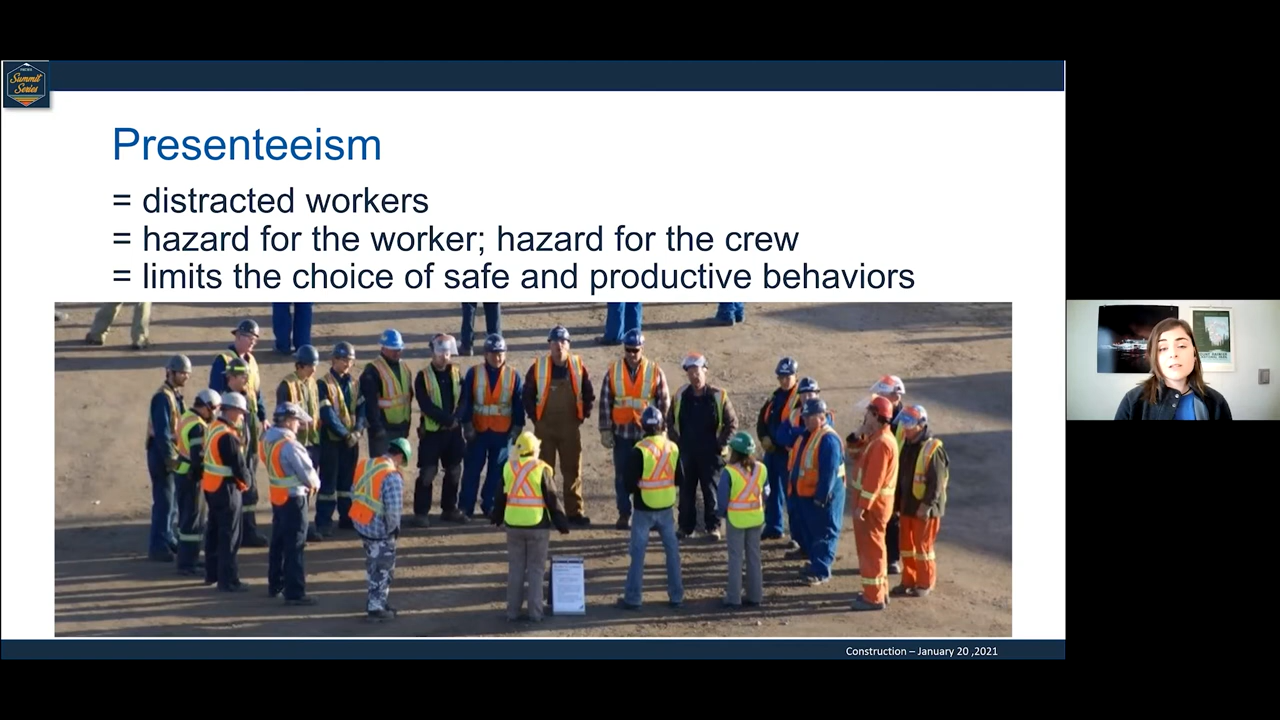 Summit
Series
Presenteeism
= distracted workers
= hazard for the worker; hazard for the crew
= limits the choice of safe and productive behaviors
Construction – January 20 ,2021